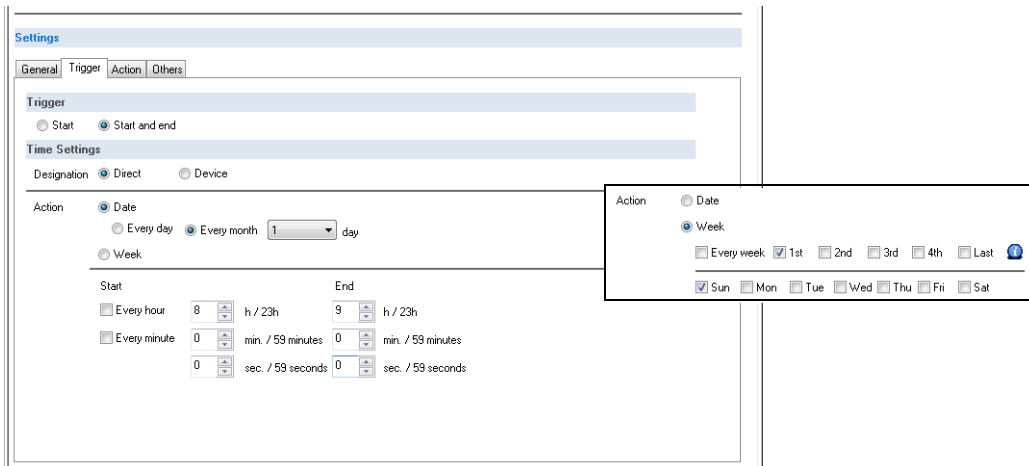 Settings
General Trigger Action Others
Trigger
Start Start and end
Time Settings
Designation Direct Device
Action Date
Every day Every month 1 day
Week
Start End
Every hour 8 h / 23h 9 h / 23h
Every minute 0 min. / 59 minutes 0 min. / 59 minutes
0 sec. / 59 seconds 0 sec. / 59 seconds
Action Date
Week
Every week 1st 2nd 3rd 4th Last
Sun Mon Tue Wed Thu Fri Sat